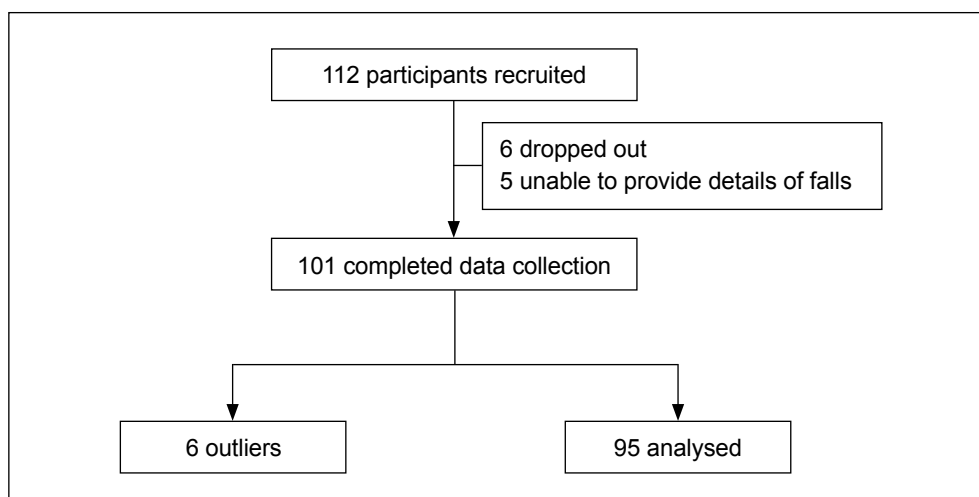 112 participants recruited
6 dropped out
5 unable to provide details of falls
101 completed data collection
6 outliers
95 analysed